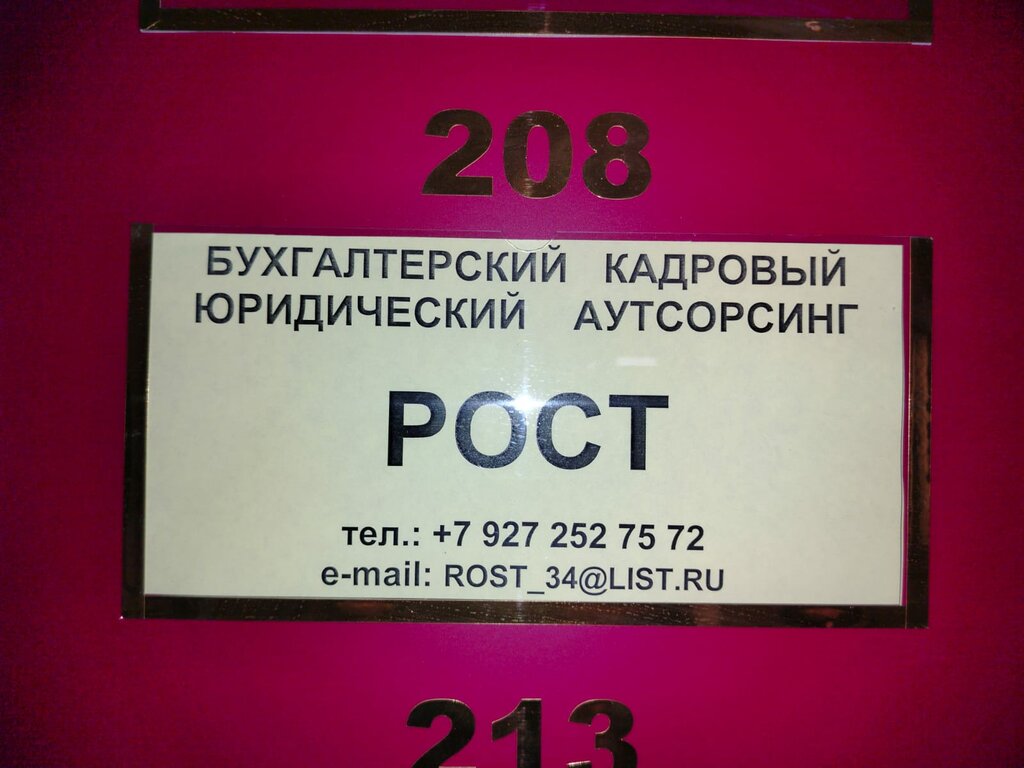 208
БУХГАЛТЕРСКИЙ КАДРОВЫЙ
ЮРИДИЧЕСКИЙ АУТСОРСИНГ
РОСТ
тел.: +7 927 252 75 72
e-mail: ROST_34@LIST.RU
213